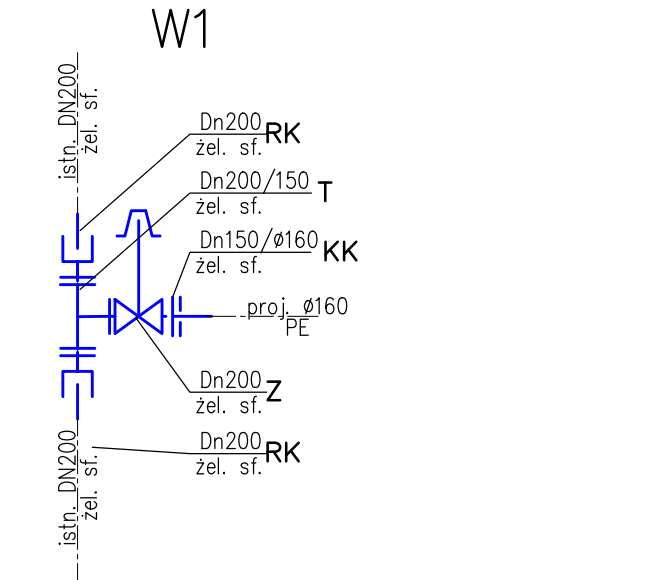 W1
istn. DN200
żel. sf.
Dn200 RK
żel. sf.
Dn200/150 T
żel. sf.
Dn150/ø160 KK
żel. sf.
proj. ø160
PE
Dn200 Z
żel. sf.
Dn200 RK
żel. sf.
istn. DN200
żel. sf.